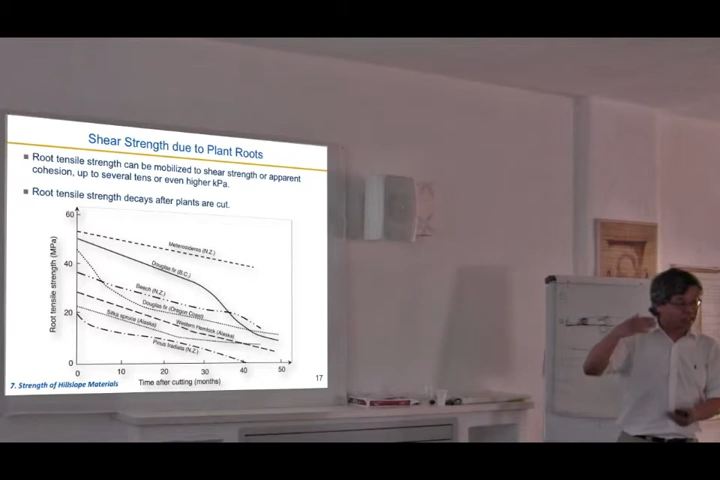 Shear Strength due to Plant Roots
Root tensile strength can be mobilized to shear strength or apparent
cohesion, up to several tens or even higher kPa.
Root tensile strength decays after plants are cut.
60
40
20
0
Root tensile strength (MPa)
Meterosideros (N.Z.)
Douglas fir (B.C.)
Beech (N.Z.)
Douglas fir (Oregon Coast)
Western Hemlock (Alaska)
Sitka spruce (Alaska)
Pinus Iradiata (N.Z.)
0 10 20 30 40 50
Time after cutting (months)
7. Strength of Hillslope Materials
17